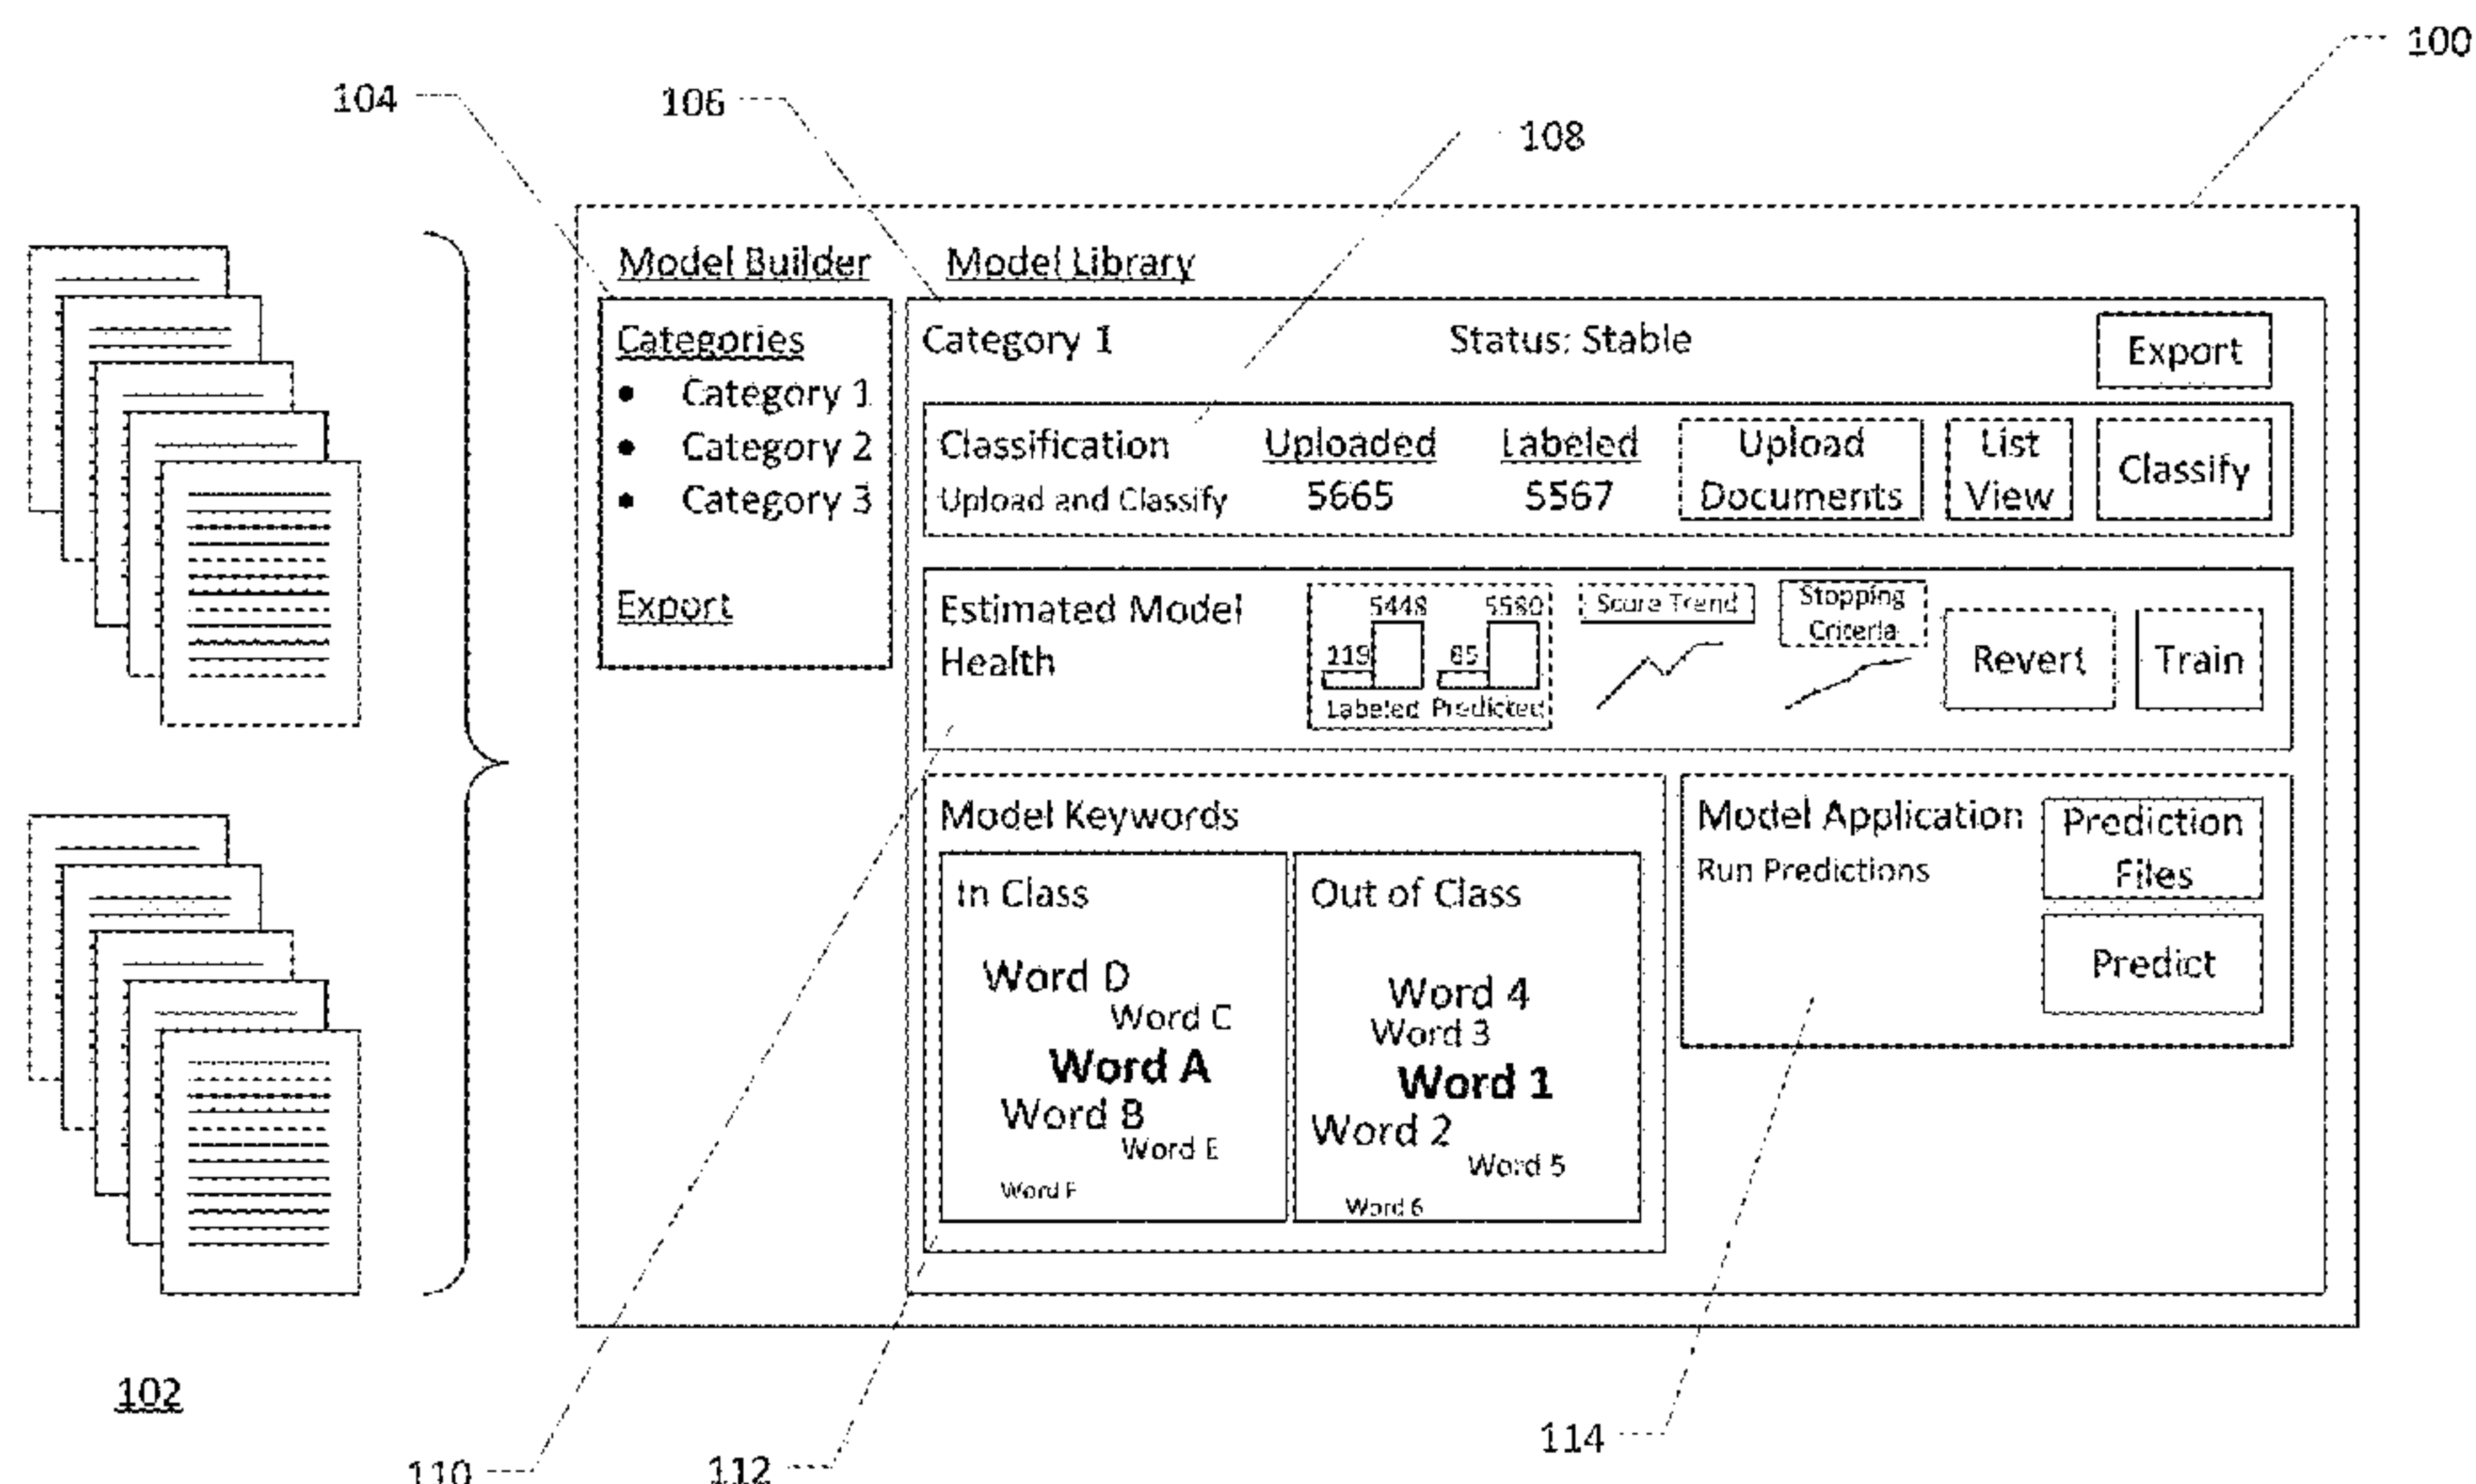 100
104
106
108
Model Builder
Model Library
Categories
• Category 1
• Category 2
• Category 3
Export
Category 1
Status: Stable
Export
Classification
Upload and Classify
Uploaded
5665
Labeled
5567
Upload
Documents
List
View
Classify
Estimated Model
Health
5448
5580
119
85
Labeled
Predicted
Score Trend
Stopping
Criteria
Revert
Train
Model Keywords
In Class
Word D
Word C
Word A
Word B
Word E
Word F
Out of Class
Word 4
Word 3
Word 1
Word 2
Word 5
Word 6
Model Application
Run Predictions
Prediction
Files
Predict
102
110
112
114